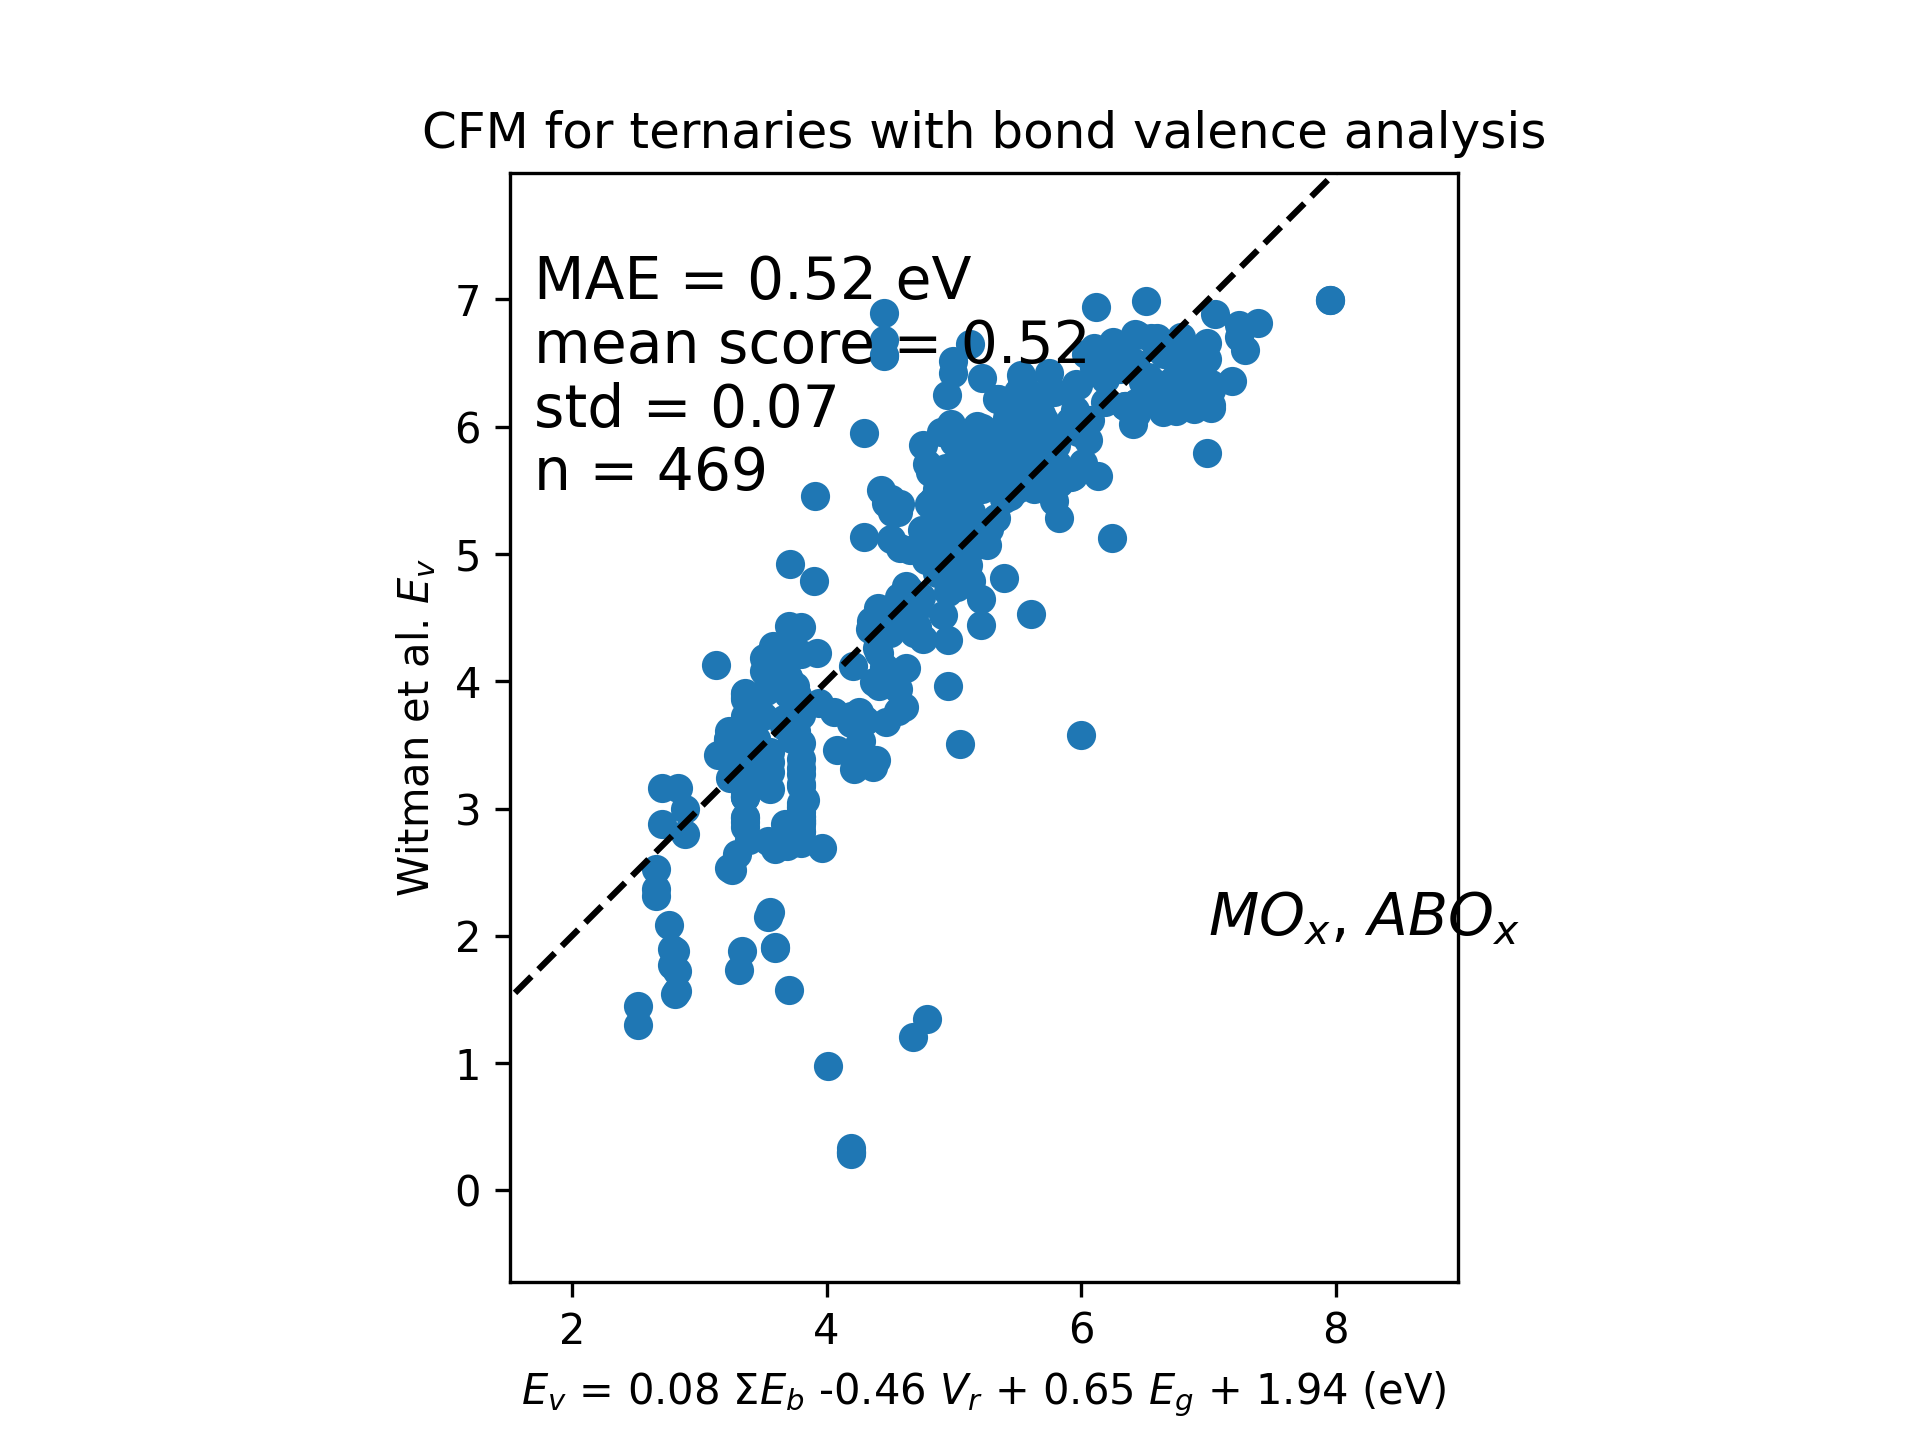 CFM for ternaries with bond valence analysis
MAE = 0.52 eV
mean score = 0.52
std = 0.07
n = 469
MOₓ, ABOₓ
Witman et al. Eᵥ
7
6
5
4
3
2
1
0
2 4 6 8
E_v = 0.08 ΣE_b -0.46 V_r + 0.65 E_g + 1.94 (eV)